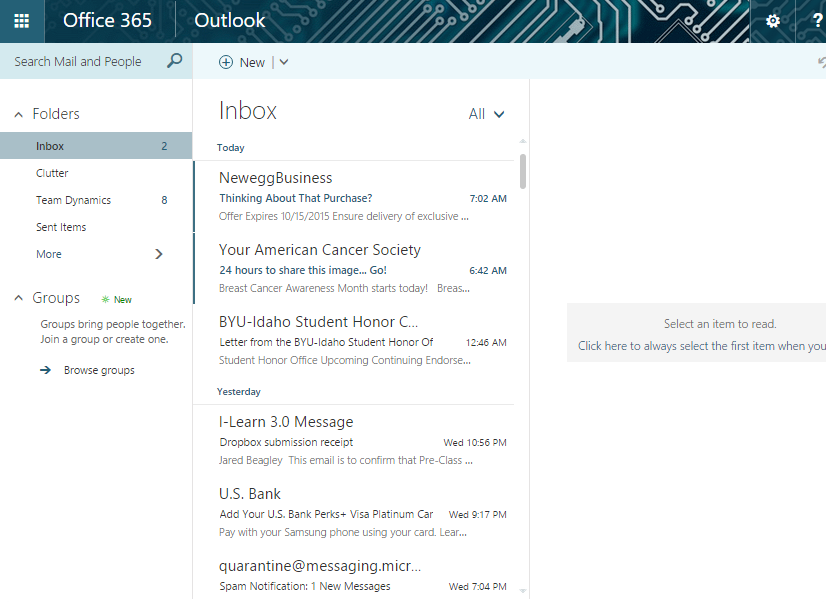 Office 365 Outlook ?
Search Mail and People
New
Folders
Inbox 2
Clutter
Team Dynamics 8
Sent Items
More
Groups New
Groups bring people together.
Join a group or create one.
Browse groups
Inbox All
Today
NeweggBusiness
Thinking About That Purchase? 7:02 AM
Offer Expires 10/15/2015 Ensure delivery of exclusive ...
Your American Cancer Society
24 hours to share this image... Go! 6:42 AM
Breast Cancer Awareness Month starts today! Breas...
BYU-Idaho Student Honor C...
Letter from the BYU-Idaho Student Honor Of 12:46 AM
Student Honor Office Upcoming Continuing Endorse...
Yesterday
I-Learn 3.0 Message
Dropbox submission receipt Wed 10:56 PM
Jared Beagley This email is to confirm that Pre-Class ...
U.S. Bank
Add Your U.S. Bank Perks+ Visa Platinum Car Wed 9:17 PM
Pay with your Samsung phone using your card. Lear...
quarantine@messaging.micr...
Spam Notification: 1 New Messages Wed 7:04 PM
Select an item to read.
Click here to always select the first item when you